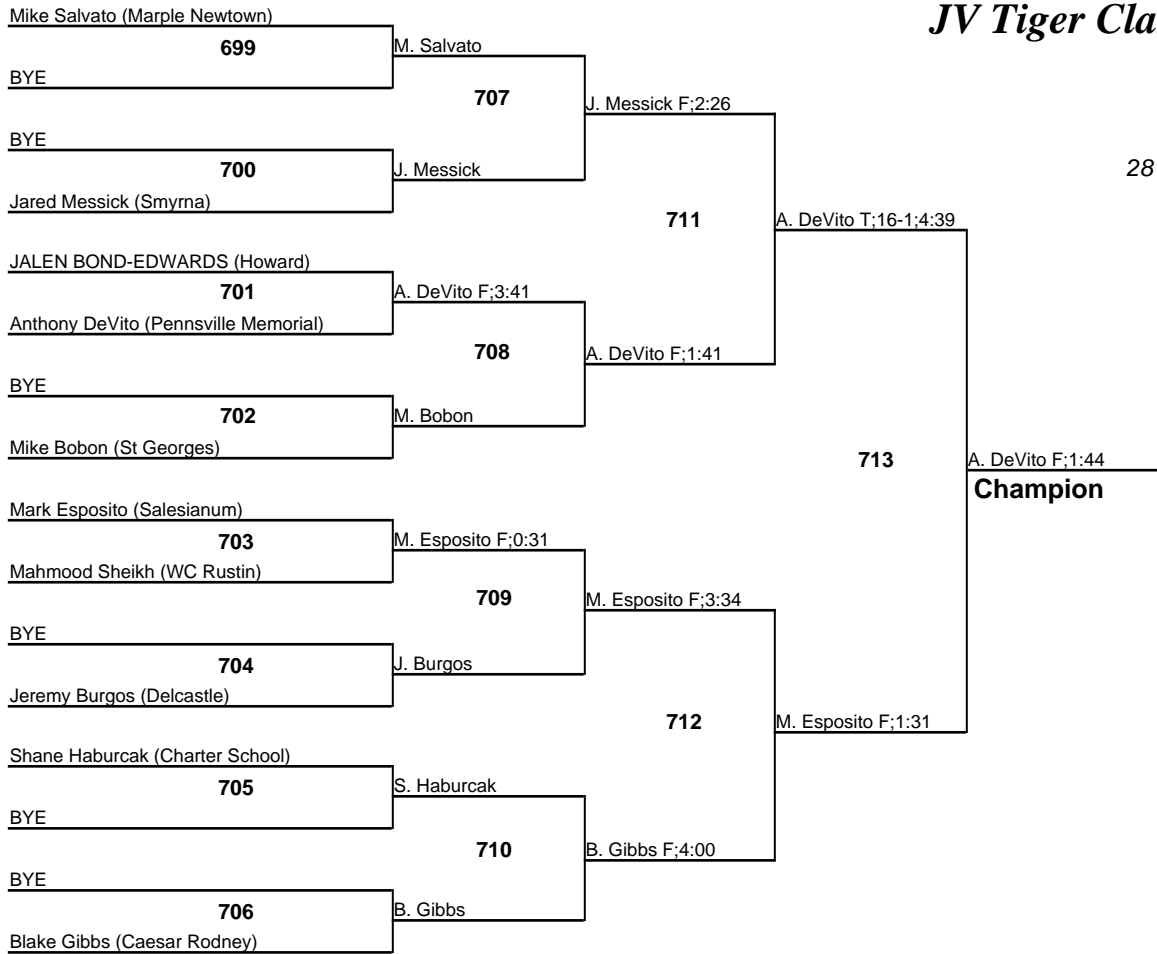 Mike Salvato (Marple Newtown)
JV Tiger Cla
699
M. Salvato
BYE
707
J. Messick F;2:26
BYE
700
J. Messick
28
Jared Messick (Smyrna)
711
A. DeVito T;16-1;4:39
JALEN BOND-EDWARDS (Howard)
701
A. DeVito F;3:41
Anthony DeVito (Pennsville Memorial)
708
A. DeVito F;1:41
BYE
702
M. Bobon
Mike Bobon (St Georges)
713
A. DeVito F;1:44
Champion
Mark Esposito (Salesianum)
703
M. Esposito F;0:31
Mahmood Sheikh (WC Rustin)
709
M. Esposito F;3:34
BYE
704
J. Burgos
Jeremy Burgos (Delcastle)
712
M. Esposito F;1:31
Shane Haburcak (Charter School)
705
S. Haburcak
BYE
710
B. Gibbs F;4:00
BYE
706
B. Gibbs
Blake Gibbs (Caesar Rodney)